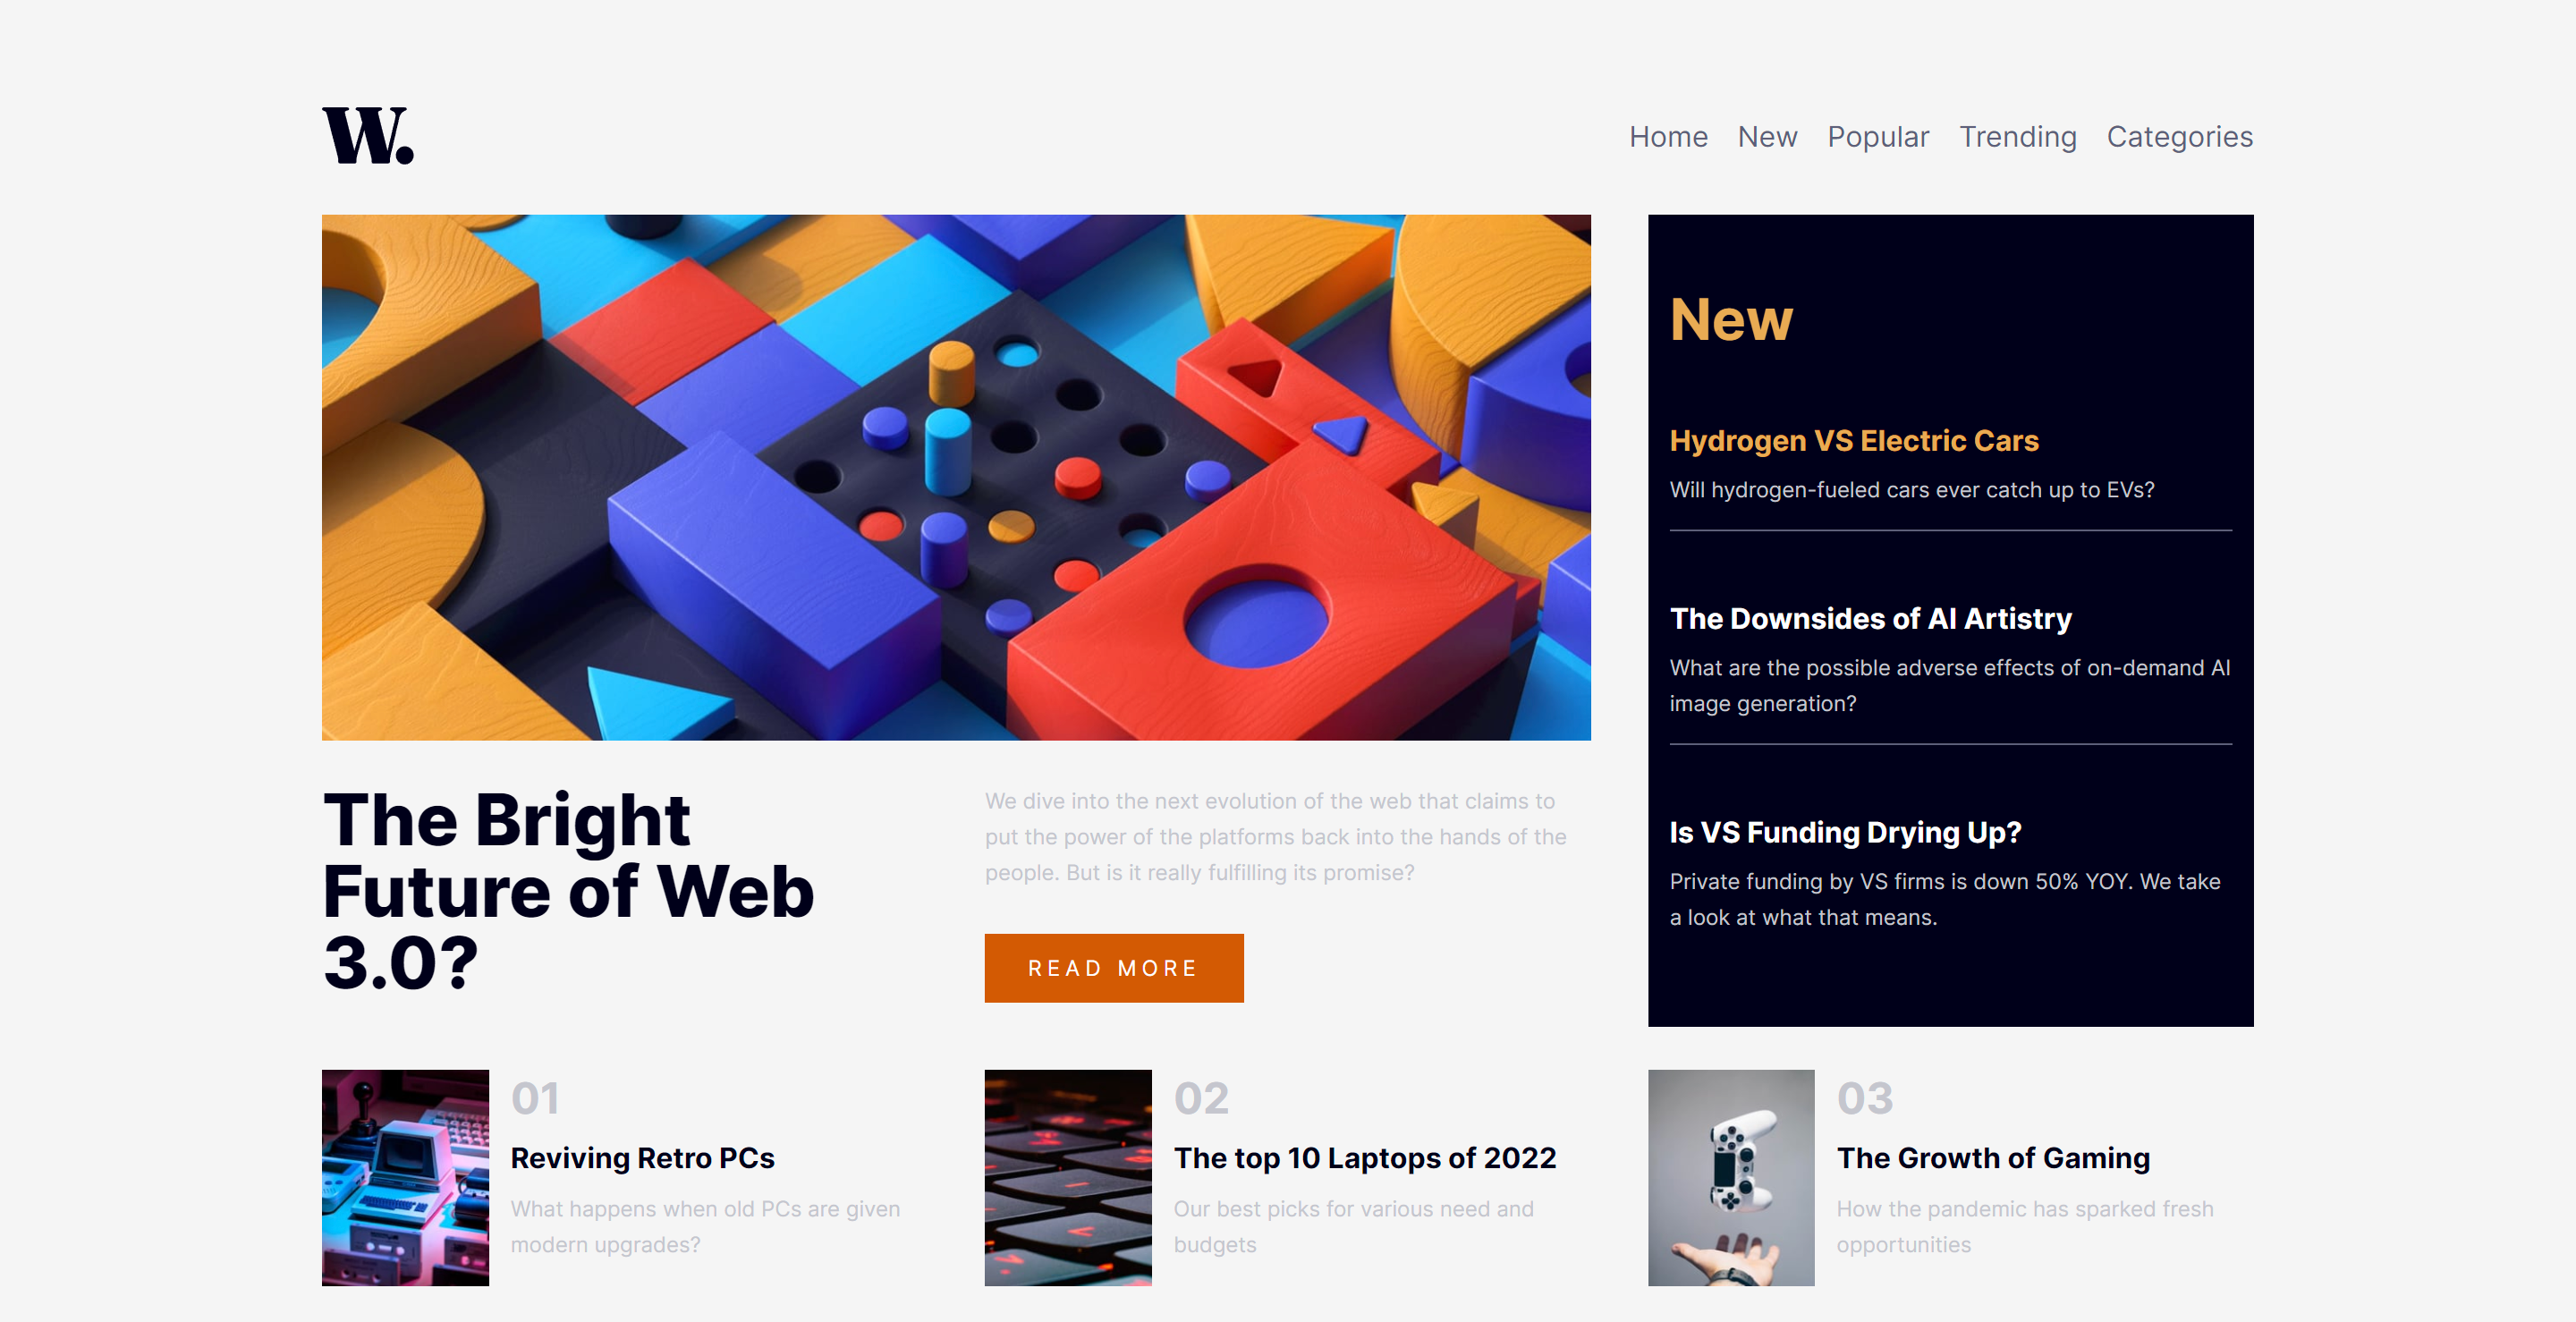 W.
Home New Popular Trending Categories
The Bright
Future of Web
3.0?
We dive into the next evolution of the web that claims to
put the power of the platforms back into the hands of the
people. But is it really fulfilling its promise?
READ MORE
New
Hydrogen VS Electric Cars
Will hydrogen-fueled cars ever catch up to EVs?
The Downsides of AI Artistry
What are the possible adverse effects of on-demand AI
image generation?
Is VS Funding Drying Up?
Private funding by VS firms is down 50% YOY. We take
a look at what that means.
01
Reviving Retro PCs
What happens when old PCs are given
modern upgrades?
02
The top 10 Laptops of 2022
Our best picks for various need and
budgets
03
The Growth of Gaming
How the pandemic has sparked fresh
opportunities